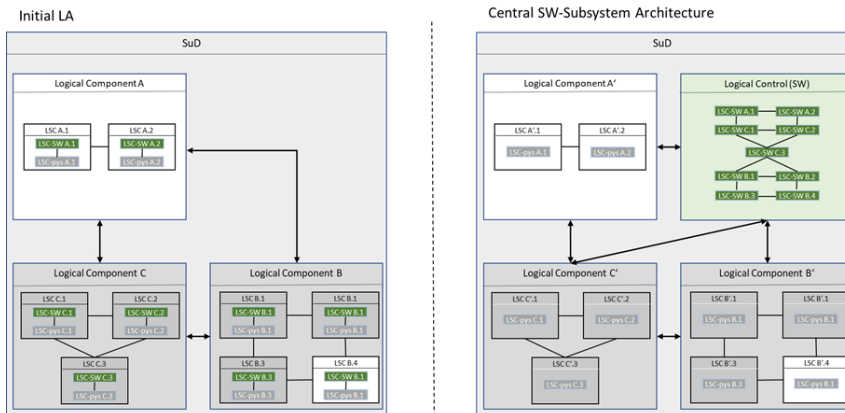 Initial LA
SuD
Logical Component A
LSC A.1
LSC-SW A.1
LSC-pys A.1
LSC A.2
LSC-SW A.2
LSC-pys A.2
Logical Component C
LSC C.1
LSC-SW C.1
LSC-pys C.1
LSC C.2
LSC-SW C.2
LSC-pys C.2
LSC C.3
LSC-SW C.3
LSC-pys C.3
Logical Component B
LSC B.1
LSC-SW B.1
LSC-pys B.1
LSC B.1
LSC-SW B.1
LSC-pys B.1
LSC B.3
LSC-SW B.3
LSC-pys B.3
LSC B.4
LSC-SW B.1
LSC-pys B.1
Central SW-Subsystem Architecture
SuD
Logical Component A'
LSC A'.1
LSC-pys A.1
LSC A'.2
LSC-pys A.2
Logical Control (SW)
LSC-SW A.1
LSC-SW A.2
LSC-SW C.1
LSC-SW C.2
LSC-SW C.3
LSC-SW B.1
LSC-SW B.2
LSC-SW B.3
LSC-SW B.4
Logical Component C'
LSC C'.1
LSC-pys C.1
LSC C'.2
LSC-pys C.2
LSC C'.3
LSC-pys C.3
Logical Component B'
LSC B'.1
LSC-pys B.1
LSC B'.1
LSC-pys B.1
LSC B'.3
LSC-pys B.3
LSC B'.4
LSC-pys B.1